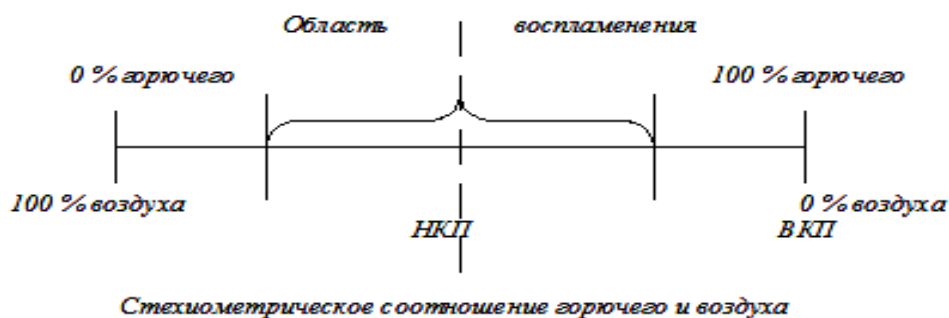 Область воспламенения
0 % горючего 100 % горючего
100 % воздуха 0 % воздуха
НКП ВКП
Стехиометрическое соотношение горючего и воздуха